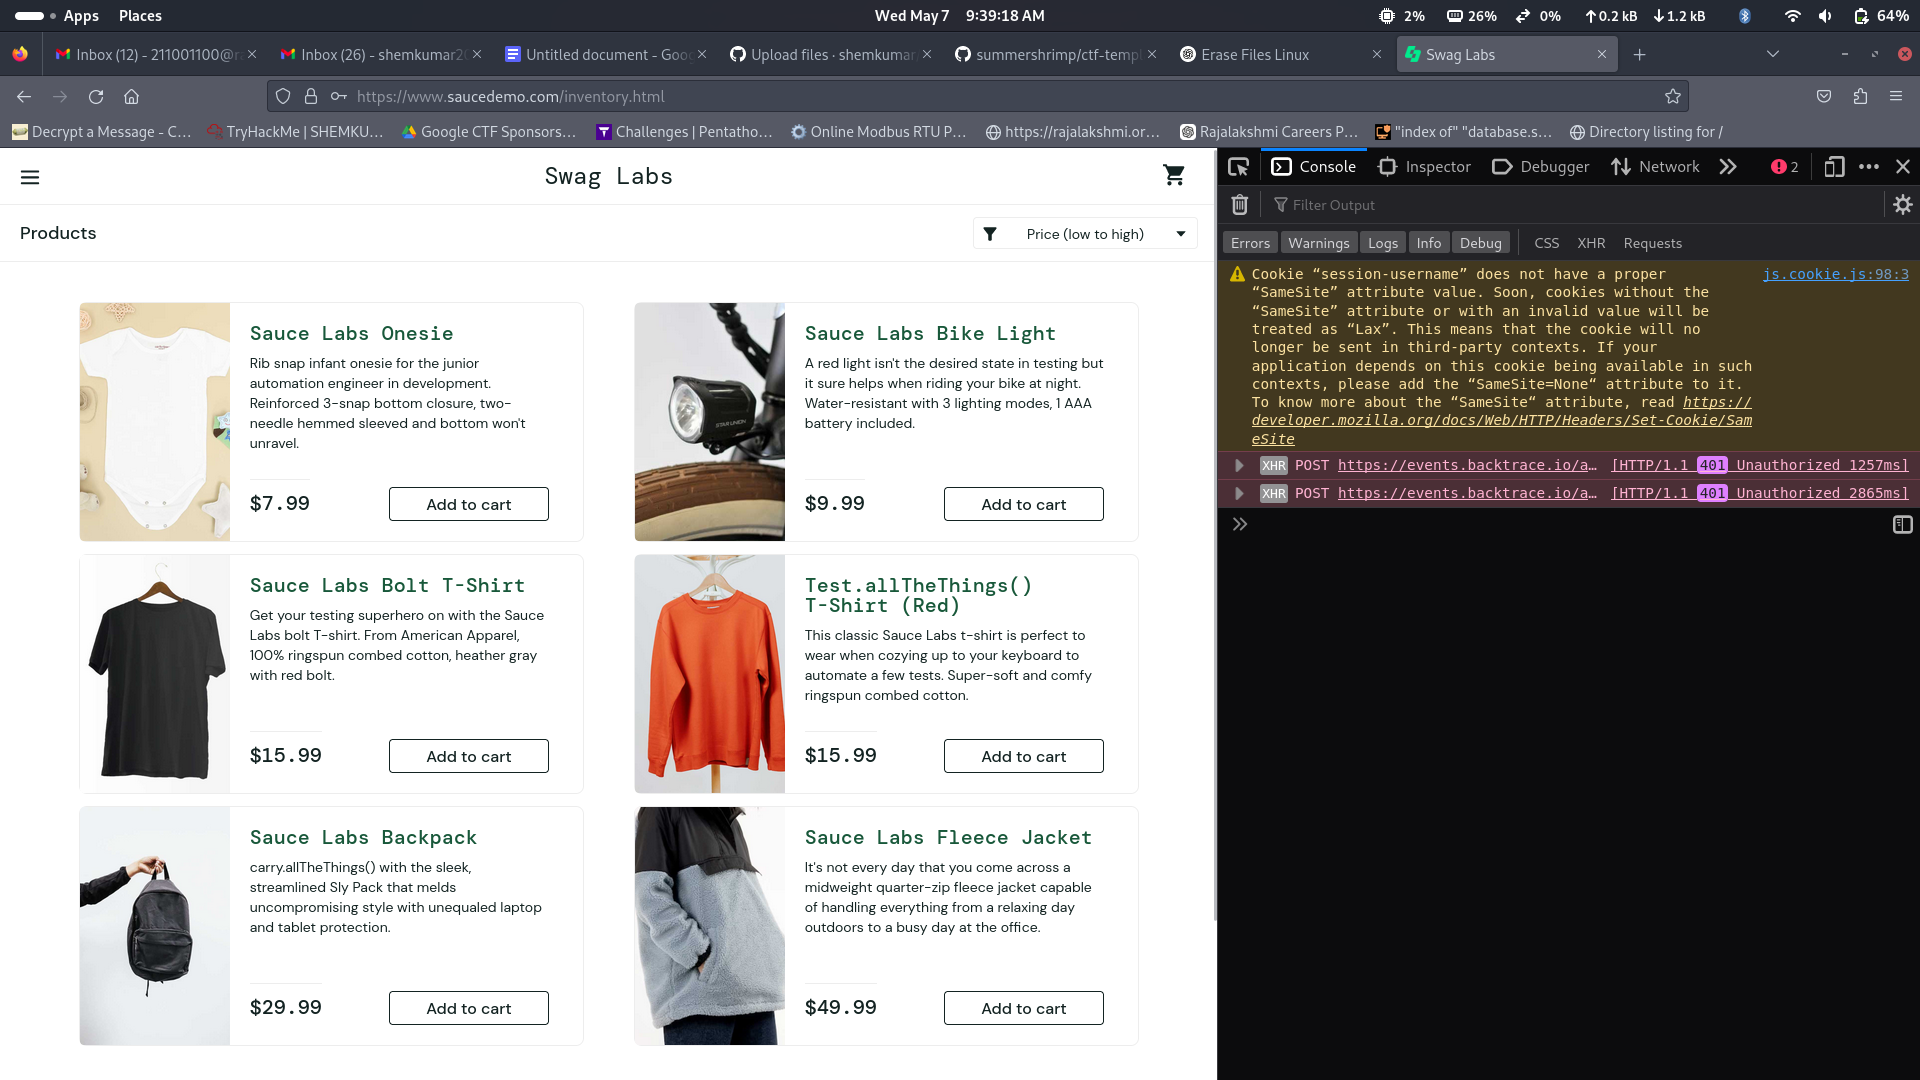 Apps Places
Wed May 7 9:39:18 AM
2% 26% 0% 0.2 kB 1.2 kB 64%
Inbox (12) - 211001100@r
Inbox (26) - shemkumar2
Untitled document - Goo
Upload files · shemkumar
summershrimp/ctf-templ
Erase Files Linux
Swag Labs
https://www.saucedemo.com/inventory.html
Decrypt a Message - C…
TryHackMe | SHEMKU…
Google CTF Sponsors…
Challenges | Pentatho…
Online Modbus RTU P…
https://rajalakshmi.or…
Rajalakshmi Careers P…
"index of" "database.s…
Directory listing for /
Swag Labs
Products
Price (low to high)
Sauce Labs Onesie
Rib snap infant onesie for the junior
automation engineer in development.
Reinforced 3-snap bottom closure, two-
needle hemmed sleeved and bottom won't
unravel.
$7.99
Add to cart
Sauce Labs Bike Light
A red light isn't the desired state in testing but
it sure helps when riding your bike at night.
Water-resistant with 3 lighting modes, 1 AAA
battery included.
STAR UNION
$9.99
Add to cart
Sauce Labs Bolt T-Shirt
Get your testing superhero on with the Sauce
Labs bolt T-shirt. From American Apparel,
100% ringspun combed cotton, heather gray
with red bolt.
$15.99
Add to cart
Test.allTheThings()
T-Shirt (Red)
This classic Sauce Labs t-shirt is perfect to
wear when cozying up to your keyboard to
automate a few tests. Super-soft and comfy
ringspun combed cotton.
$15.99
Add to cart
Sauce Labs Backpack
carry.allTheThings() with the sleek,
streamlined Sly Pack that melds
uncompromising style with unequaled laptop
and tablet protection.
$29.99
Add to cart
Sauce Labs Fleece Jacket
It's not every day that you come across a
midweight quarter-zip fleece jacket capable
of handling everything from a relaxing day
outdoors to a busy day at the office.
$49.99
Add to cart
Console Inspector Debugger Network 2
Filter Output
Errors Warnings Logs Info Debug CSS XHR Requests
Cookie “session-username” does not have a proper js.cookie.js:98:3
“SameSite” attribute value. Soon, cookies without the
“SameSite” attribute or with an invalid value will be
treated as “Lax”. This means that the cookie will no
longer be sent in third-party contexts. If your
application depends on this cookie being available in such
contexts, please add the “SameSite=None“ attribute to it.
To know more about the “SameSite“ attribute, read https://
developer.mozilla.org/docs/Web/HTTP/Headers/Set-Cookie/Sam
eSite
XHR POST https://events.backtrace.io/a… [HTTP/1.1 401 Unauthorized 1257ms]
XHR POST https://events.backtrace.io/a… [HTTP/1.1 401 Unauthorized 2865ms]